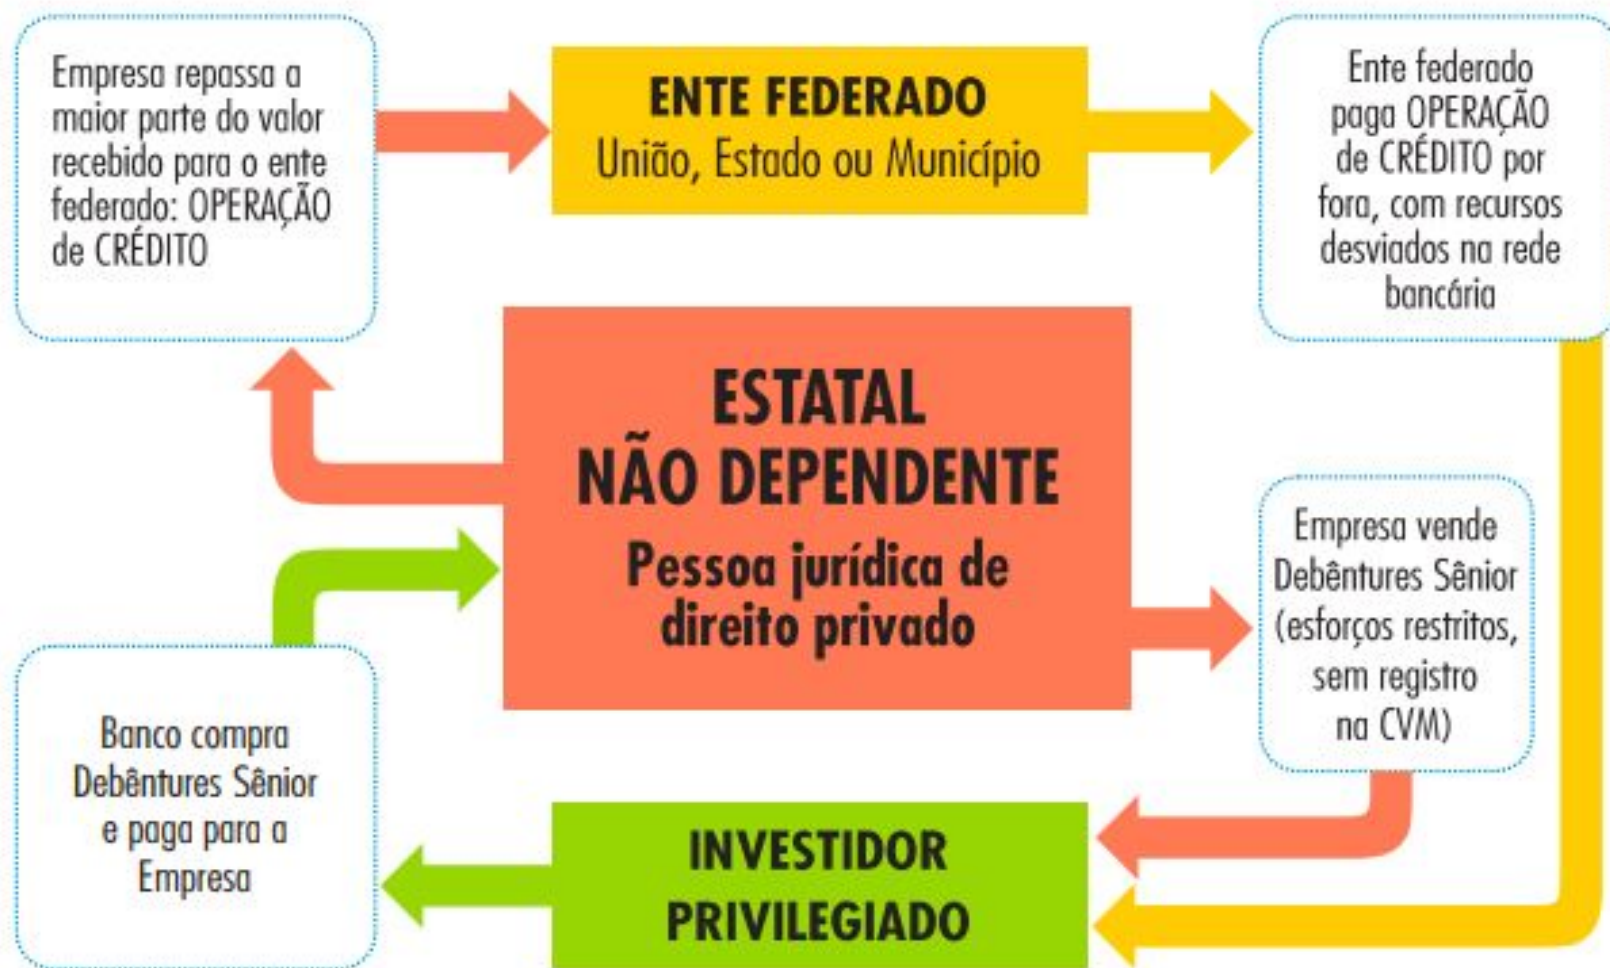 Empresa repassa a
maior parte do valor
recebido para o ente
federado: OPERAÇÃO
de CRÉDITO
ENTE FEDERADO
União, Estado ou Município
Ente federado
paga OPERAÇÃO
de CRÉDITO por
fora, com recursos
desviados na rede
bancária
ESTATAL
NÃO DEPENDENTE
Pessoa jurídica de
direito privado
Empresa vende
Debêntures Sênior
(esforços restritos,
sem registro
na CVM)
Banco compra
Debêntures Sênior
e paga para a
Empresa
INVESTIDOR
PRIVILEGIADO